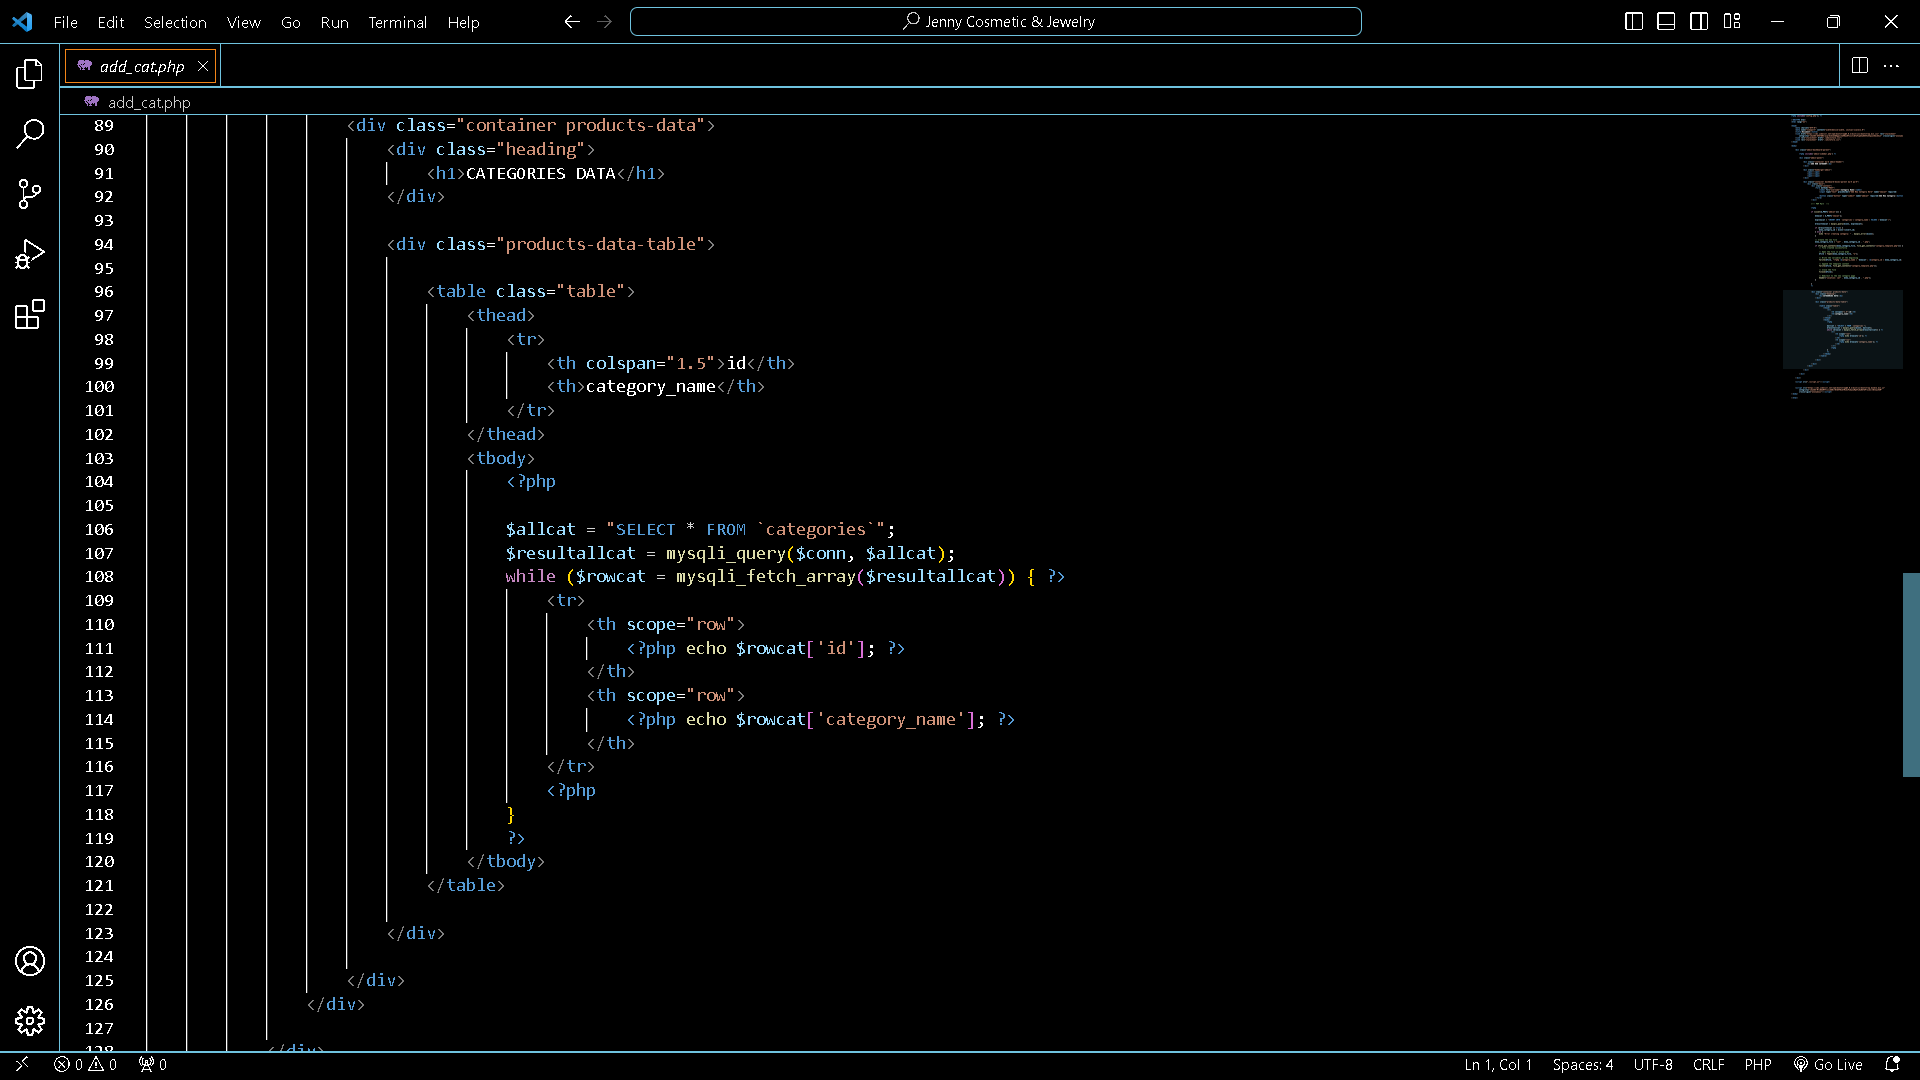 File Edit Selection View Go Run Terminal Help
Jenny Cosmetic & Jewelry
add_cat.php
add_cat.php
89 <div class="container products-data">
90 <div class="heading">
91 <h1>CATEGORIES DATA</h1>
92 </div>
93
94 <div class="products-data-table">
95
96 <table class="table">
97 <thead>
98 <tr>
99 <th colspan="1.5">id</th>
100 <th>category_name</th>
101 </tr>
102 </thead>
103 <tbody>
104 <?php
105
106 $allcat = "SELECT * FROM `categories`";
107 $resultallcat = mysqli_query($conn, $allcat);
108 while ($rowcat = mysqli_fetch_array($resultallcat)) { ?>
109 <tr>
110 <th scope="row">
111 <?php echo $rowcat['id']; ?>
112 </th>
113 <th scope="row">
114 <?php echo $rowcat['category_name']; ?>
115 </th>
116 </tr>
117 <?php
118 }
119 ?>
120 </tbody>
121 </table>
122
123 </div>
124
125 </div>
126 </div>
127
128 </div>
0 0 0 Ln 1, Col 1 Spaces: 4 UTF-8 CRLF PHP Go Live